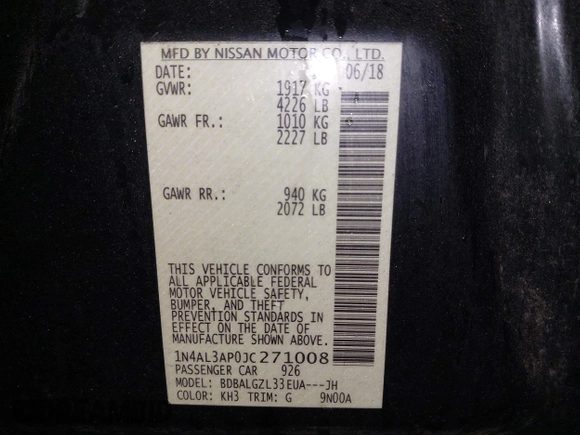 MFD BY NISSAN MOTOR CO., LTD.
DATE: 06/18
GVWR: 1917 KG
4226 LB
GAWR FR.: 1010 KG
2227 LB
GAWR RR.: 940 KG
2072 LB
THIS VEHICLE CONFORMS TO
ALL APPLICABLE FEDERAL
MOTOR VEHICLE SAFETY,
BUMPER, AND THEFT
PREVENTION STANDARDS
IN EFFECT ON THE DATE OF
MANUFACTURE SHOWN ABOVE.
1N4AL3AP0JC271008
PASSENGER CAR 926
MODEL: BDBALGZL33EUA---JH
COLOR: KH3 TRIM: G 9N00A